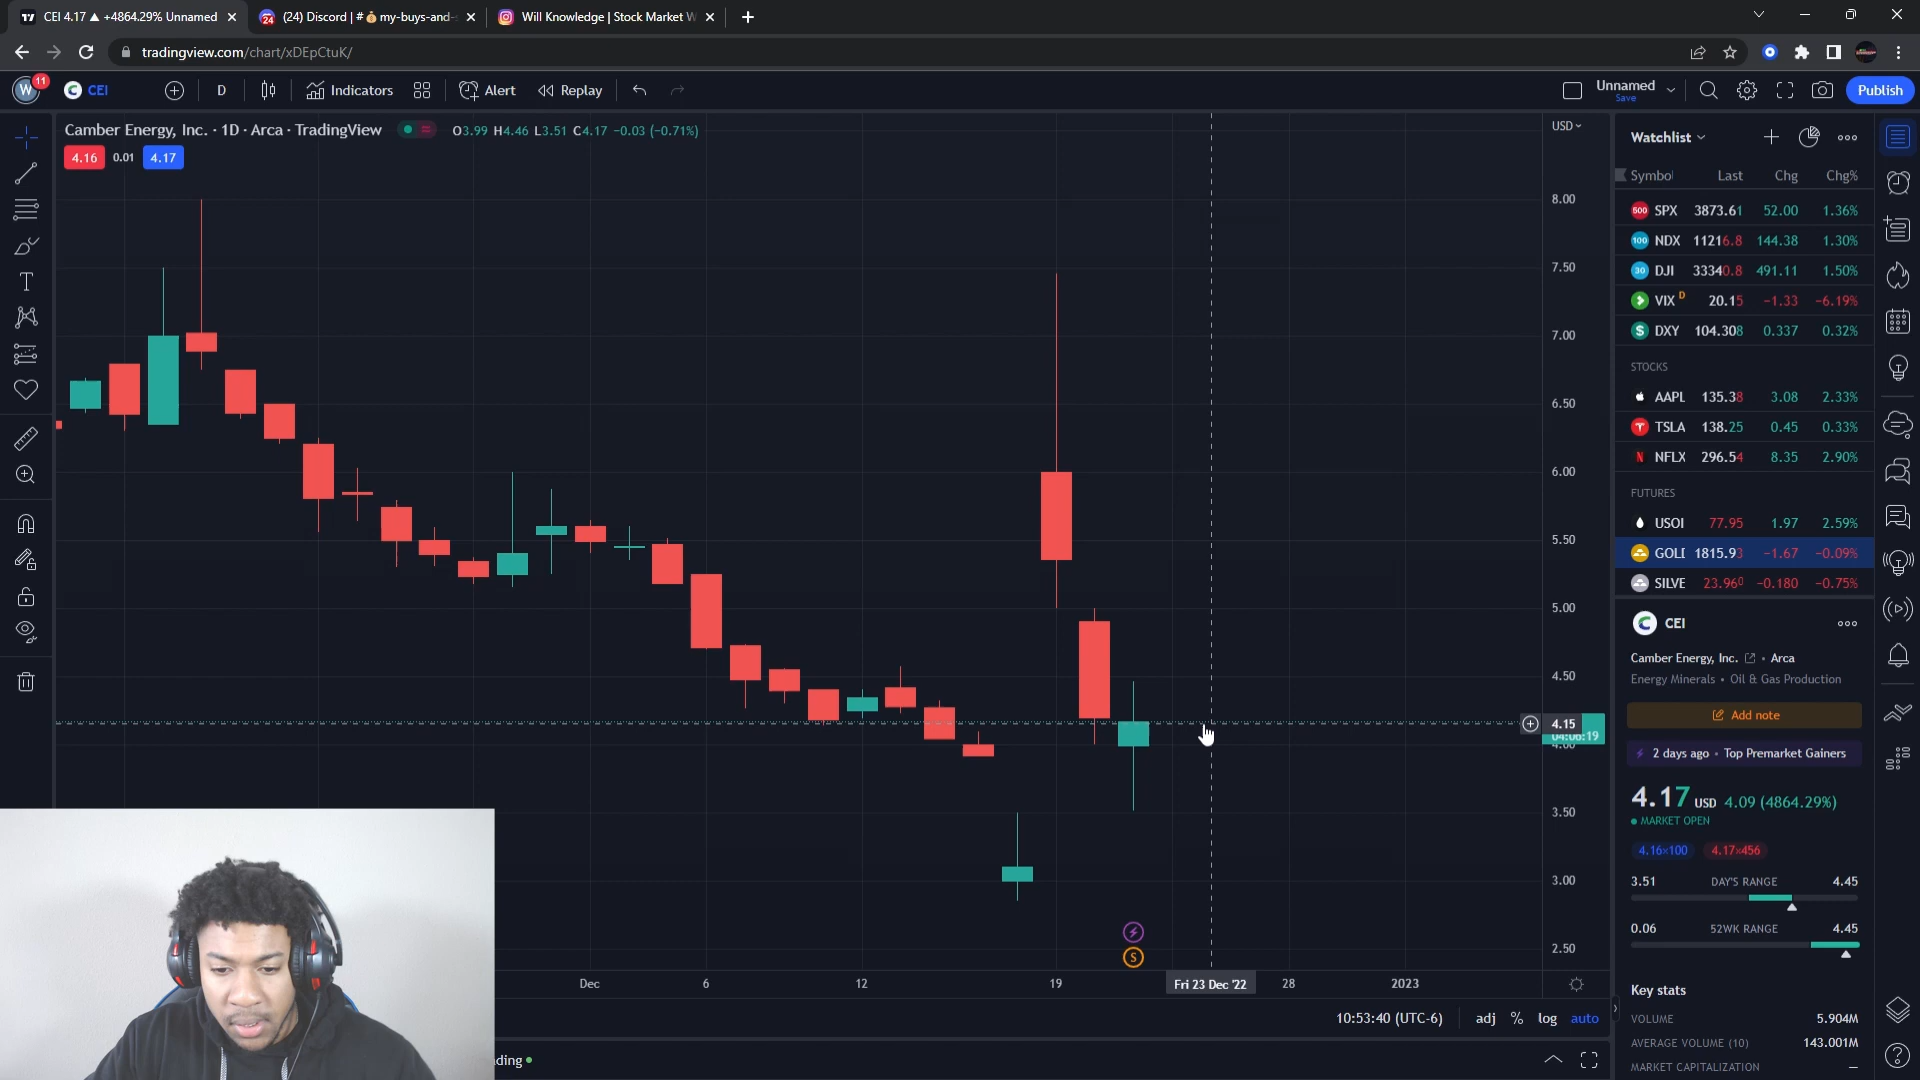 CEI 4.17 ▲ +4864.29% Unnamed
(24) Discord | # my-buys-and-s
Will Knowledge | Stock Market W
tradingview.com/chart/xDEpCtuK/
W 11
CEI
D
Indicators
Alert
Replay
Unnamed
Save
Publish
Camber Energy, Inc. · 1D · Arca · TradingView
O3.99 H4.46 L3.51 C4.17 -0.03 (-0.71%)
4.16 0.01 4.17
USD
8.00
7.50
7.00
6.50
6.00
5.50
5.00
4.50
4.15
04:06:19
4.00
3.50
3.00
2.50
S
Dec 6 12 19 Fri 23 Dec '22 28 2023
10:53:40 (UTC-6) adj % log auto
ding
Watchlist
Symbol Last Chg Chg%
500 SPX 3873.61 52.00 1.36%
100 NDX 11216.8 144.38 1.30%
30 DJI 33340.8 491.11 1.50%
VIX D 20.15 −1.33 −6.19%
$ DXY 104.308 0.337 0.32%
STOCKS
AAPL 135.38 3.08 2.33%
TSLA 138.25 0.45 0.33%
NFLX 296.54 8.35 2.90%
FUTURES
USOI 77.95 1.97 2.59%
GOLD 1815.93 −1.67 −0.09%
SILVE 23.960 −0.180 −0.75%
CEI
Camber Energy, Inc. • Arca
Energy Minerals • Oil & Gas Production
Add note
2 days ago • Top Premarket Gainers
4.17 USD 4.09 (4864.29%)
MARKET OPEN
4.16×100 4.17×456
3.51 DAY'S RANGE 4.45
0.06 52WK RANGE 4.45
Key stats
VOLUME 5.904M
AVERAGE VOLUME (10) 143.001M
MARKET CAPITALIZATION —